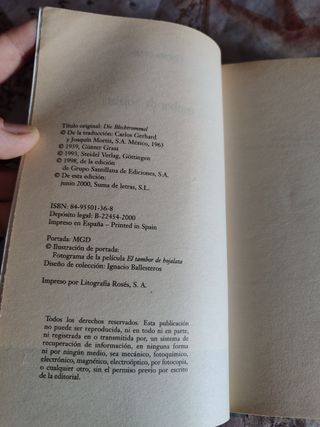 Título original: Die Blechtrommel
© De la traducción: Carlos Gerhard
y Joaquín Mortiz, S.A. México, 1963
© 1959, Günter Grass
© 1993, Steidel Verlag, Göttingen
© 1998, de la edición
de Grupo Santillana de Ediciones, S.A.
© De esta edición:
junio 2000, Suma de letras, S.L.
ISBN: 84-95501-36-8
Depósito legal: B-22454-2000
Impreso en España – Printed in Spain
Portada: MGD
© Ilustración de portada:
Fotograma de la película El tambor de hojalata
Diseño de colección: Ignacio Ballesteros
Impreso por Litografía Rosés, S. A.
Todos los derechos reservados. Esta publicación
no puede ser reproducida, ni en todo ni en parte,
ni registrada en o transmitida por, un sistema de
recuperación de información, en ninguna forma
ni por ningún medio, sea mecánico, fotoquímico,
electrónico, magnético, electroóptico, por fotocopia,
o cualquier otro, sin el permiso previo por escrito
de la editorial.